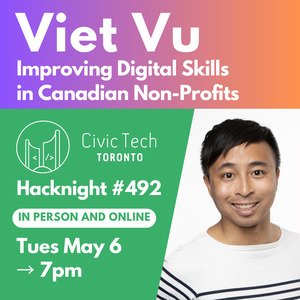 Viet Vu
Improving Digital Skills
in Canadian Non-Profits
Civic Tech
TORONTO
Hacknight #492
IN PERSON AND ONLINE
Tues May 6
→ 7pm